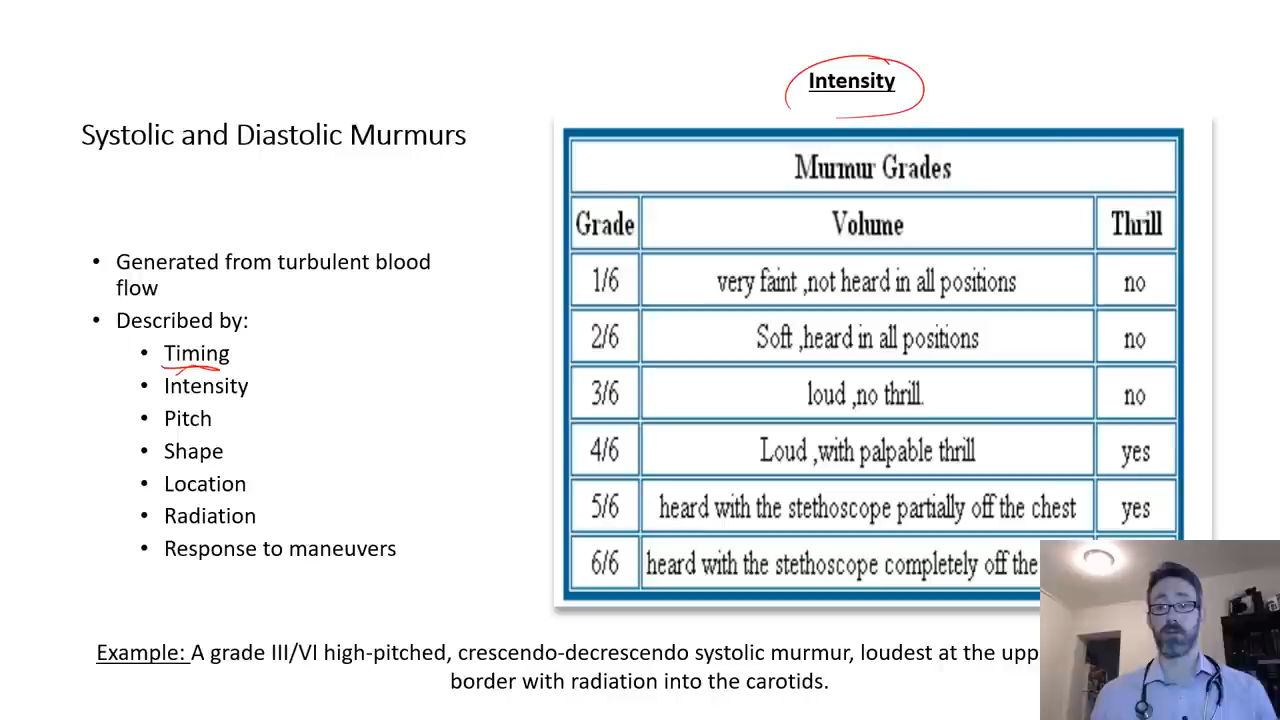 Intensity
Systolic and Diastolic Murmurs
Generated from turbulent blood
flow
Described by:
Timing
Intensity
Pitch
Shape
Location
Radiation
Response to maneuvers
Murmur Grades
Grade Volume Thrill
1/6 very faint ,not heard in all positions no
2/6 Soft ,heard in all positions no
3/6 loud ,no thrill. no
4/6 Loud ,with palpable thrill yes
5/6 heard with the stethoscope partially off the chest yes
6/6 heard with the stethoscope completely off the
Example: A grade III/VI high-pitched, crescendo-decrescendo systolic murmur, loudest at the
border with radiation into the carotids.